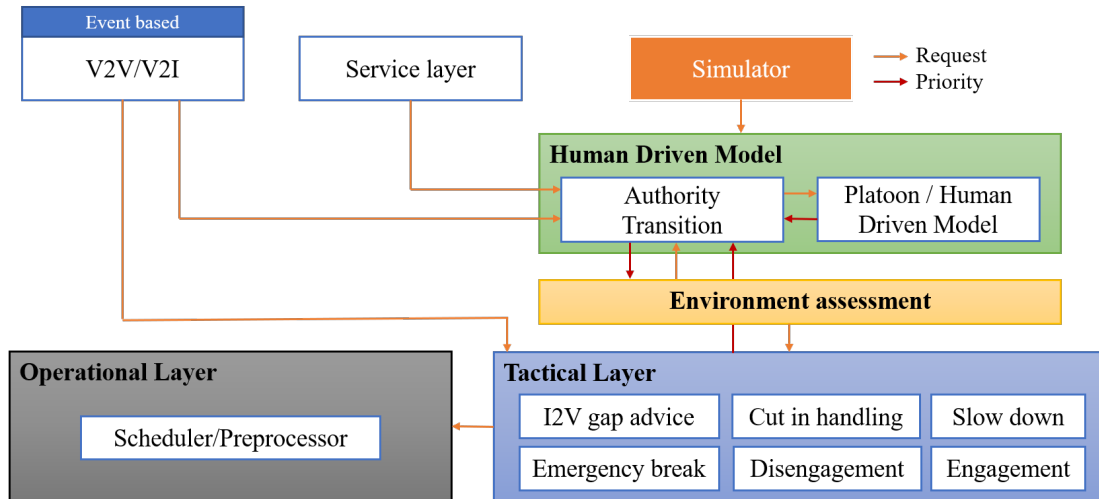 Event based
V2V/V2I
Service layer
Simulator
Request
Priority
Human Driven Model
Authority
Transition
Platoon / Human
Driven Model
Environment assessment
Operational Layer
Scheduler/Preprocessor
Tactical Layer
I2V gap advice
Cut in handling
Slow down
Emergency break
Disengagement
Engagement